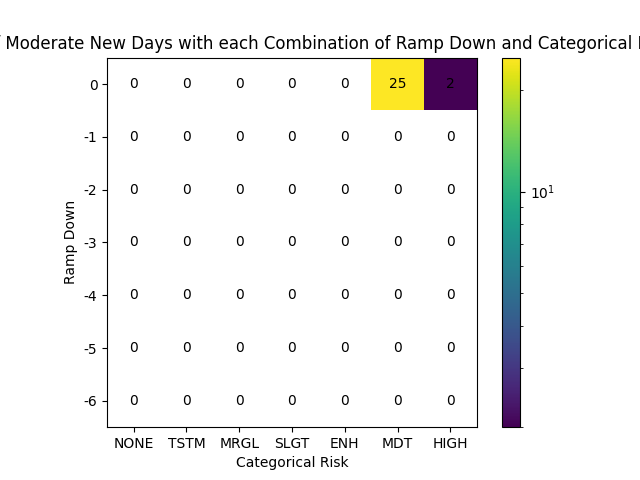 Moderate New Days with each Combination of Ramp Down and Categorical
0 0 0 0 0 0 25 2
-1 0 0 0 0 0 0 0
-2 0 0 0 0 0 0 0
-3 0 0 0 0 0 0 0
-4 0 0 0 0 0 0 0
-5 0 0 0 0 0 0 0
-6 0 0 0 0 0 0 0
NONE TSTM MRGL SLGT ENH MDT HIGH
Categorical Risk
Ramp Down
10¹